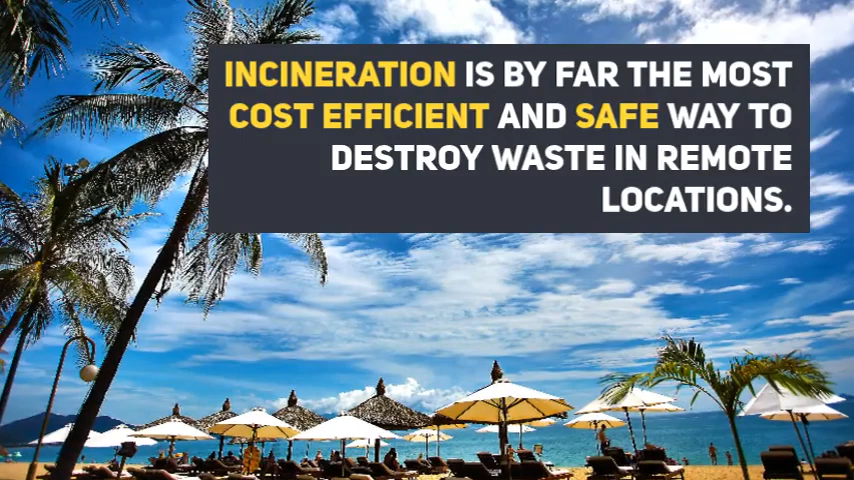 INCINERATION IS BY FAR THE MOST
COST EFFICIENT AND SAFE WAY TO
DESTROY WASTE IN REMOTE
LOCATIONS.